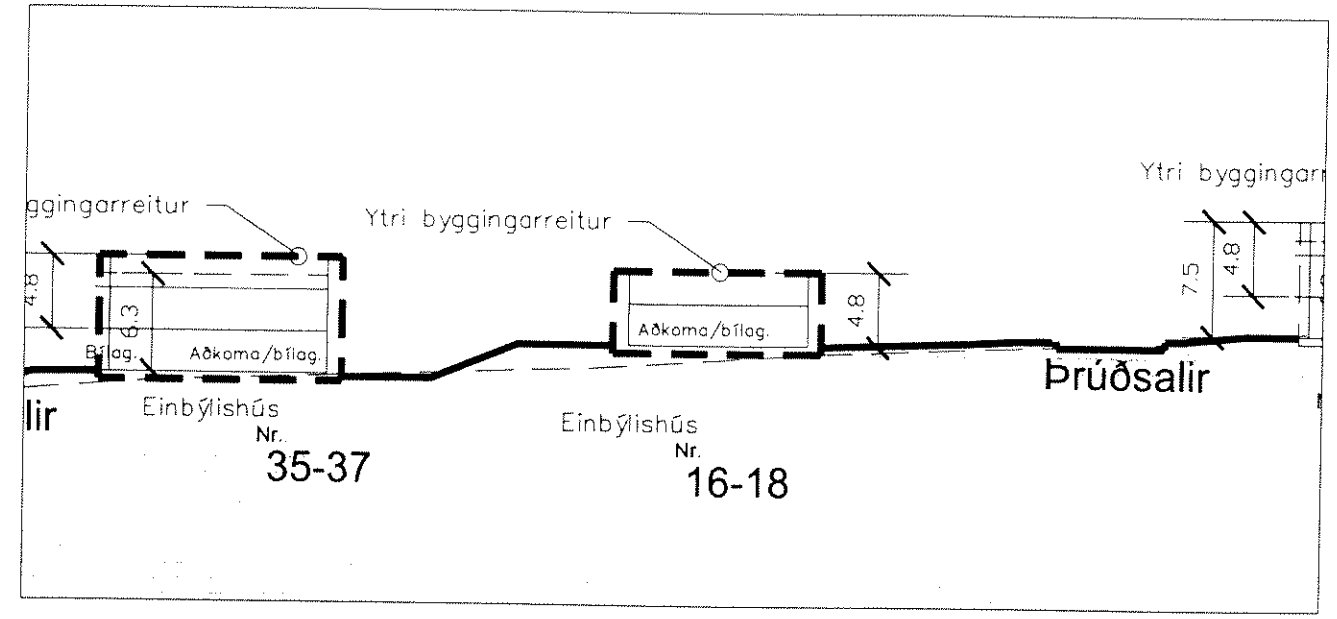 Ytri byggingarr
ggingarreitur
Ytri byggingarreitur
4.8
6.3
4.8
7.5
4.8
Bílag.
Aðkoma/bílag.
Aðkoma/bílag.
lir
Þrúðsalir
Einbýlishús
Nr.
35-37
Einbýlishús
Nr.
16-18